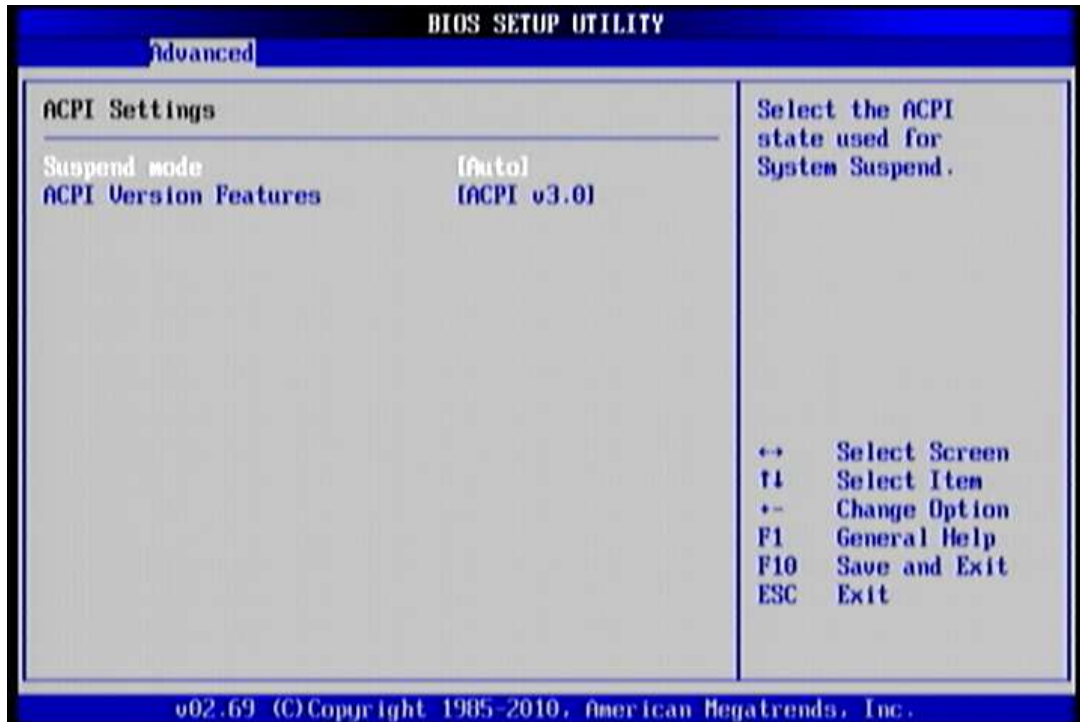 BIOS SETUP UTILITY
Advanced
ACPI Settings
Suspend mode [Auto]
ACPI Version Features [ACPI v3.0]
Select the ACPI
state used for
System Suspend.
←→ Select Screen
↑↓ Select Item
+- Change Option
F1 General Help
F10 Save and Exit
ESC Exit
v02.69 (C)Copyright 1985-2010, American Megatrends, Inc.